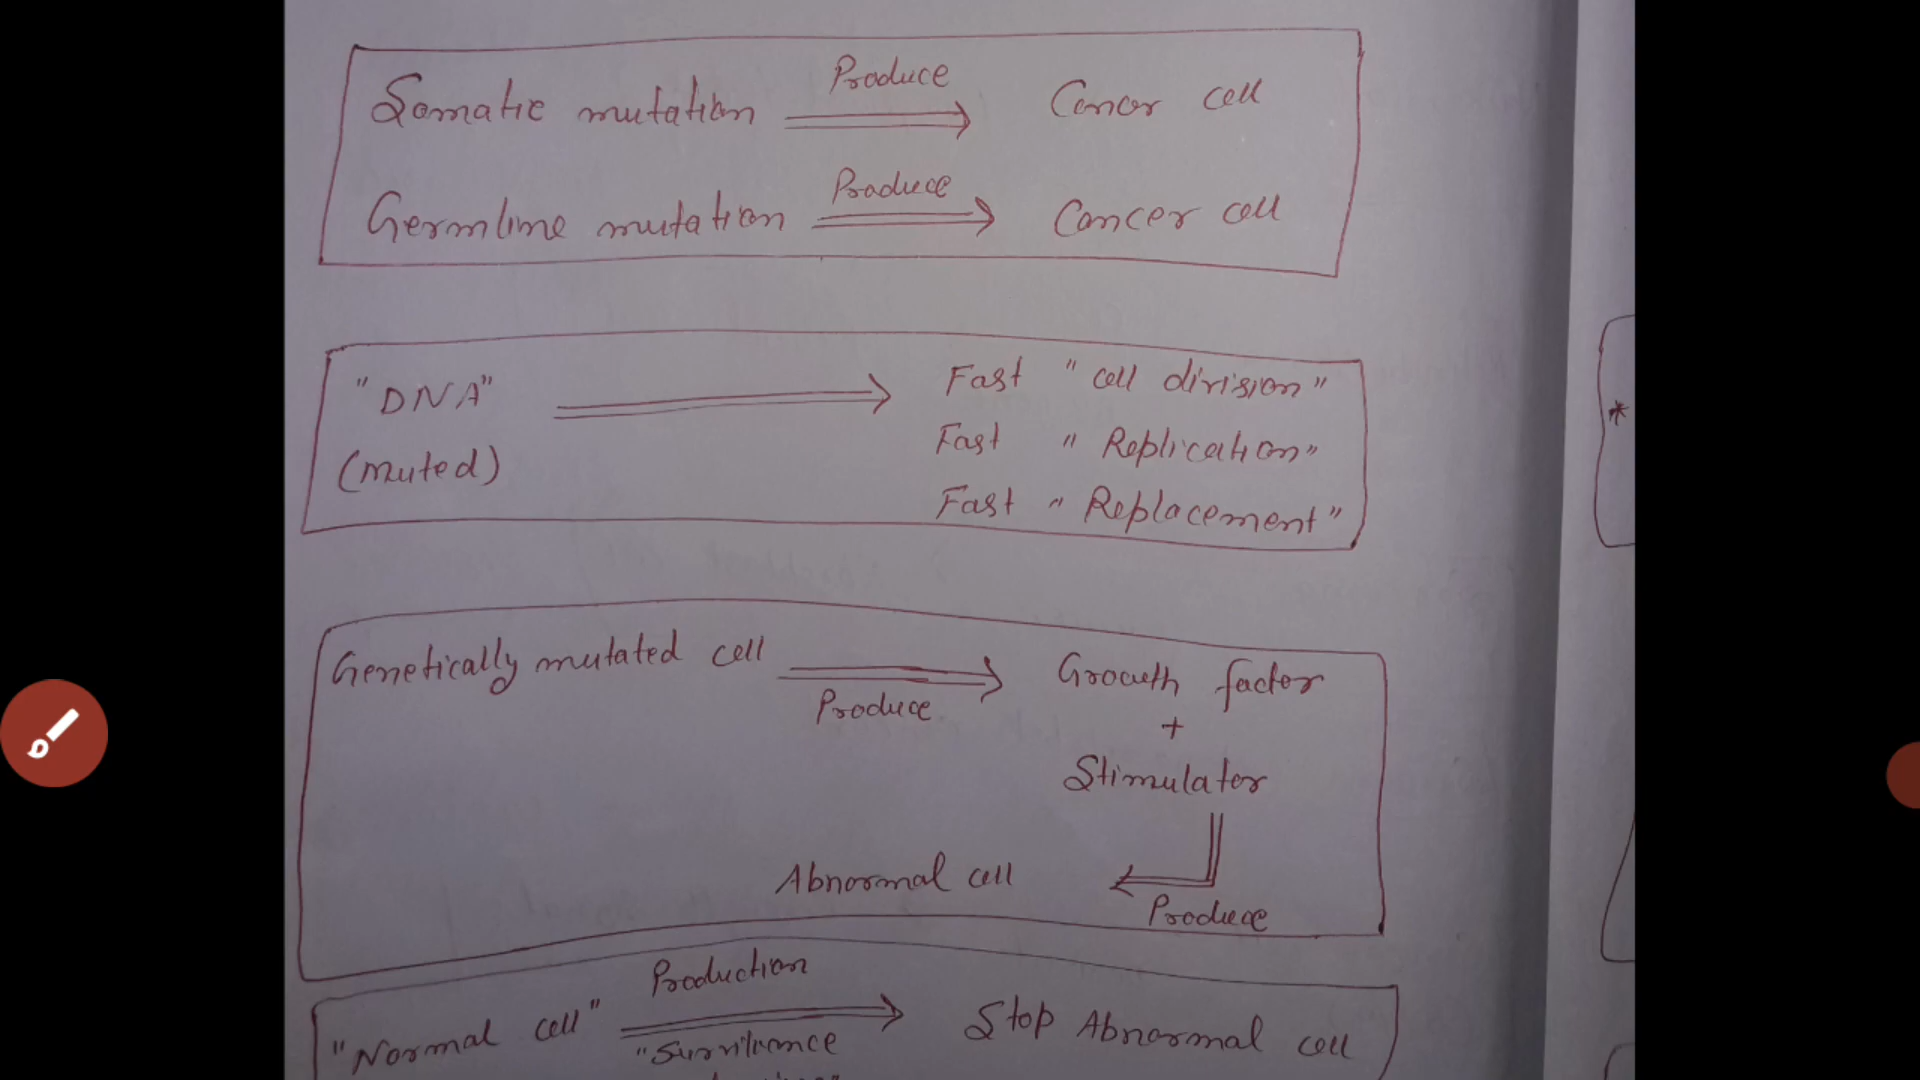 Somatic mutation Produce Cancer cell
Germline mutation Produce Cancer cell
"DNA" Fast "cell division"
(muted) Fast "Replication"
Fast "Replacement"
Genetically mutated cell Produce Growth factor
+
Stimulator
Abnormal cell Produce
"Normal cell" Production Stop Abnormal cell
*